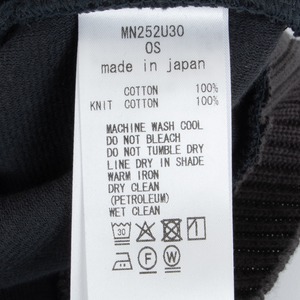 MN252U30
OS
made in japan
COTTON 100%
KNIT COTTON 100%
MACHINE WASH COOL
DO NOT BLEACH
DO NOT TUMBLE DRY
LINE DRY IN SHADE
WARM IRON
DRY CLEAN
(PETROLEUM)
WET CLEAN
30
F W